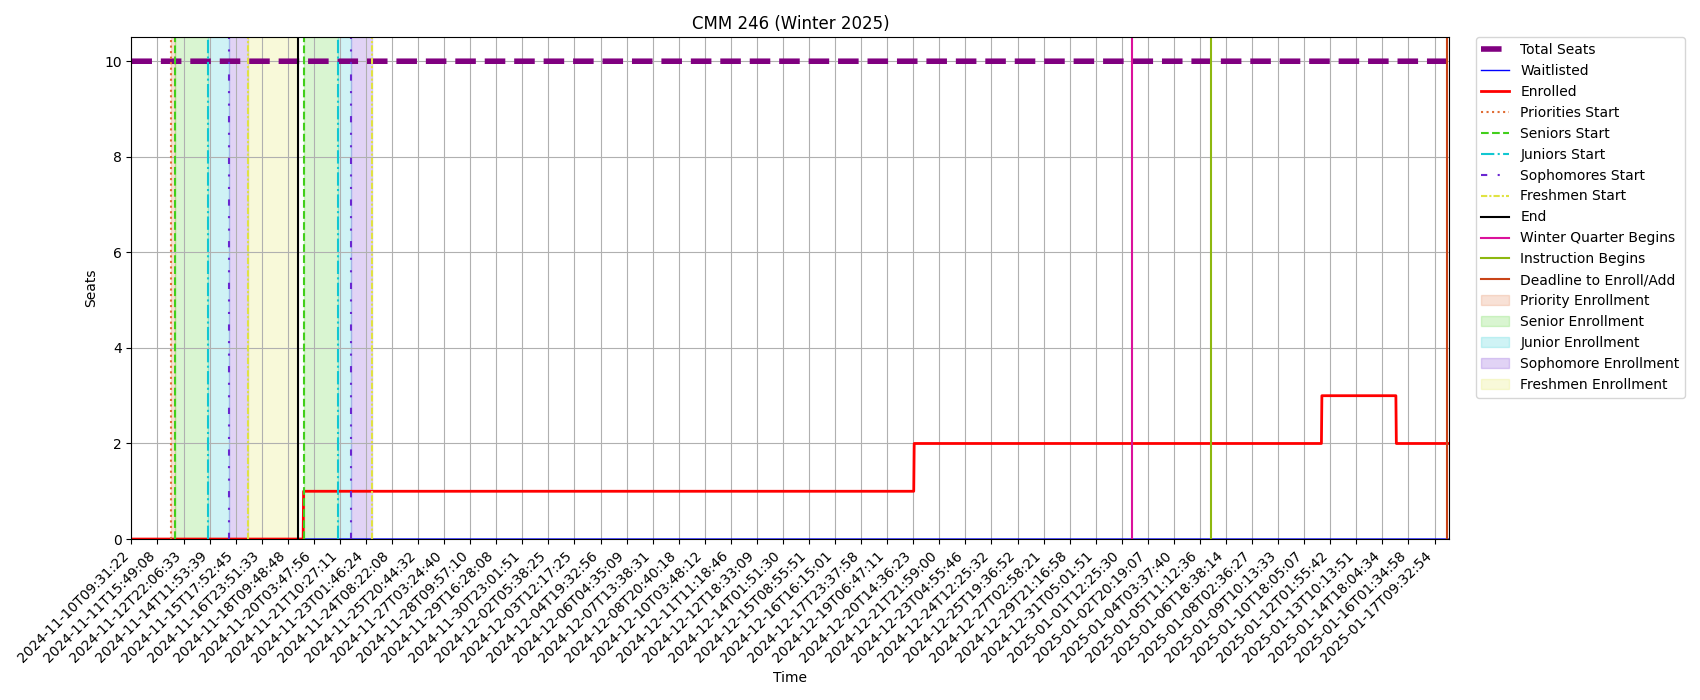 CMM 246 (Winter 2025)
Seats
10
8
6
4
2
0
2024-11-10T09:31:22
2024-11-11T15:49:08
2024-11-12T22:06:33
2024-11-14T11:53:39
2024-11-15T17:52:45
2024-11-16T23:51:33
2024-11-18T09:48:48
2024-11-20T03:47:56
2024-11-21T10:27:11
2024-11-23T01:46:24
2024-11-24T08:22:08
2024-11-25T20:44:32
2024-11-27T03:24:40
2024-11-28T09:57:10
2024-11-29T16:28:08
2024-11-30T23:01:51
2024-12-02T05:38:25
2024-12-03T12:17:25
2024-12-04T19:32:56
2024-12-06T04:35:09
2024-12-07T13:38:31
2024-12-08T20:40:18
2024-12-10T03:48:12
2024-12-11T11:18:46
2024-12-12T18:33:09
2024-12-14T01:51:30
2024-12-15T08:55:51
2024-12-16T16:15:01
2024-12-17T23:37:58
2024-12-19T06:47:11
2024-12-20T14:36:23
2024-12-21T21:59:00
2024-12-23T04:55:46
2024-12-24T12:25:32
2024-12-25T19:36:52
2024-12-27T02:58:21
2024-12-29T21:16:58
2024-12-31T05:01:51
2025-01-01T12:25:30
2025-01-02T20:19:07
2025-01-04T03:37:40
2025-01-05T11:12:36
2025-01-06T18:38:14
2025-01-08T02:36:27
2025-01-09T10:13:33
2025-01-10T18:05:07
2025-01-12T01:55:42
2025-01-13T10:13:51
2025-01-14T18:04:34
2025-01-16T01:34:58
2025-01-17T09:32:54
Time
Total Seats
Waitlisted
Enrolled
Priorities Start
Seniors Start
Juniors Start
Sophomores Start
Freshmen Start
End
Winter Quarter Begins
Instruction Begins
Deadline to Enroll/Add
Priority Enrollment
Senior Enrollment
Junior Enrollment
Sophomore Enrollment
Freshmen Enrollment